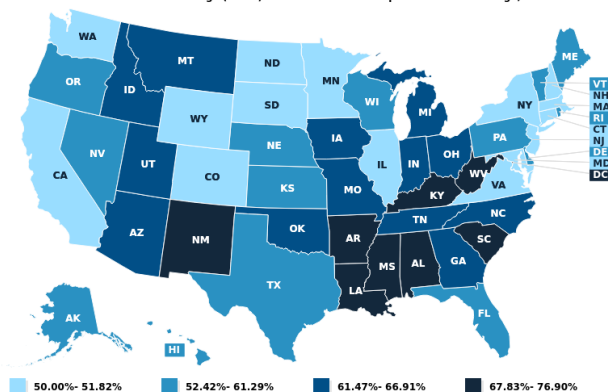 WA
ME
MT
ND
MN
VT
OR
NH
ID
WI
NY
MA
SD
MI
RI
WY
CT
PA
IA
NJ
NE
OH
DE
NV
IL
IN
MD
UT
WV
DC
CA
CO
VA
KS
MO
KY
NC
TN
OK
AZ
NM
AR
SC
MS
AL
GA
LA
TX
AK
FL
HI
50.00%- 51.82%
52.42%- 61.29%
61.47%- 66.91%
67.83%- 76.90%